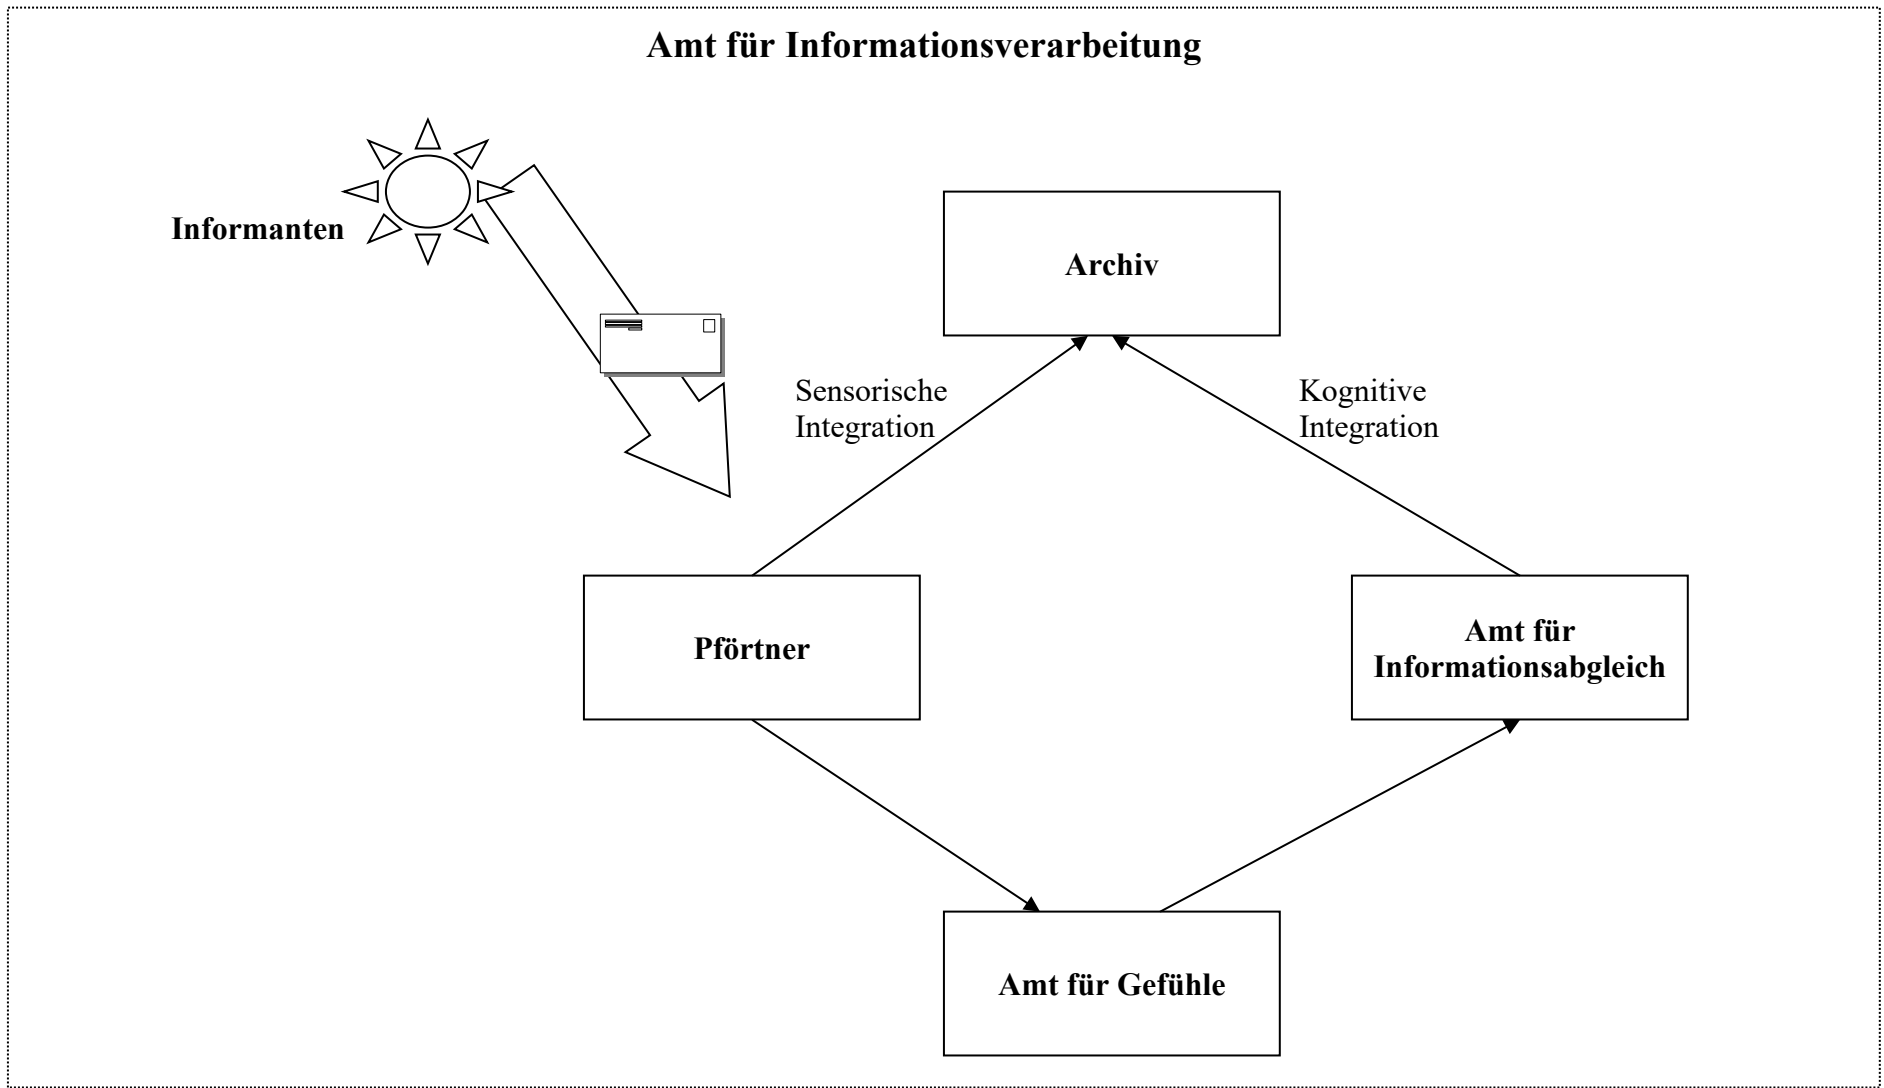 Amt für Informationsverarbeitung
Informanten
Archiv
Sensorische
Integration
Kognitive
Integration
Pförtner
Amt für
Informationsabgleich
Amt für Gefühle